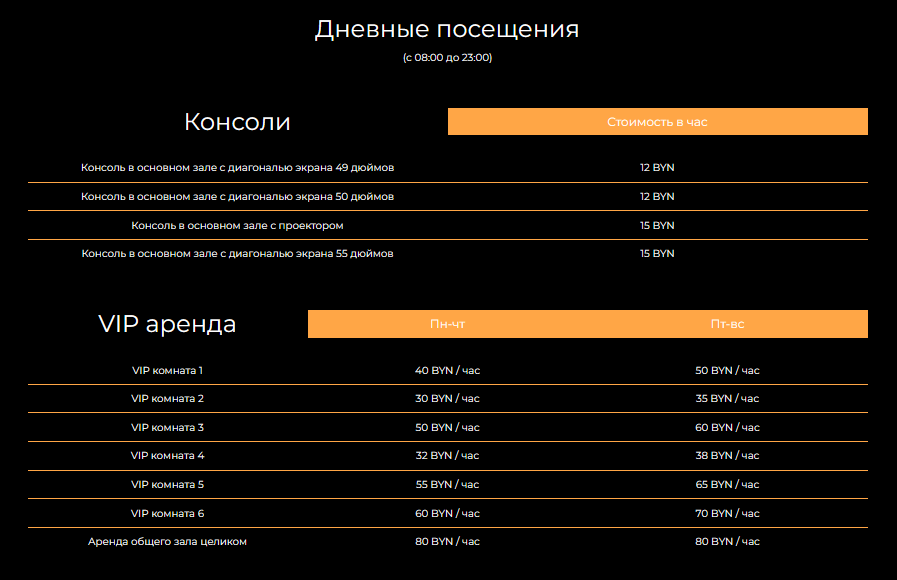 Дневные посещения
(с 08:00 до 23:00)
Консоли Стоимость в час
Консоль в основном зале с диагональю экрана 49 дюймов 12 BYN
Консоль в основном зале с диагональю экрана 50 дюймов 12 BYN
Консоль в основном зале с проектором 15 BYN
Консоль в основном зале с диагональю экрана 55 дюймов 15 BYN
VIP аренда Пн-чт Пт-вс
VIP комната 1 40 BYN / час 50 BYN / час
VIP комната 2 30 BYN / час 35 BYN / час
VIP комната 3 50 BYN / час 60 BYN / час
VIP комната 4 32 BYN / час 38 BYN / час
VIP комната 5 55 BYN / час 65 BYN / час
VIP комната 6 60 BYN / час 70 BYN / час
Аренда общего зала целиком 80 BYN / час 80 BYN / час